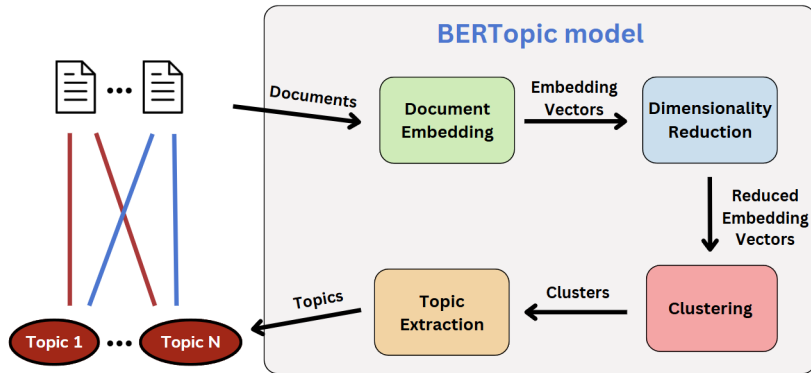 BERTopic model
Documents
Document
Embedding
Embedding
Vectors
Dimensionality
Reduction
Reduced
Embedding
Vectors
Clustering
Clusters
Topic
Extraction
Topics
Topic 1
Topic N